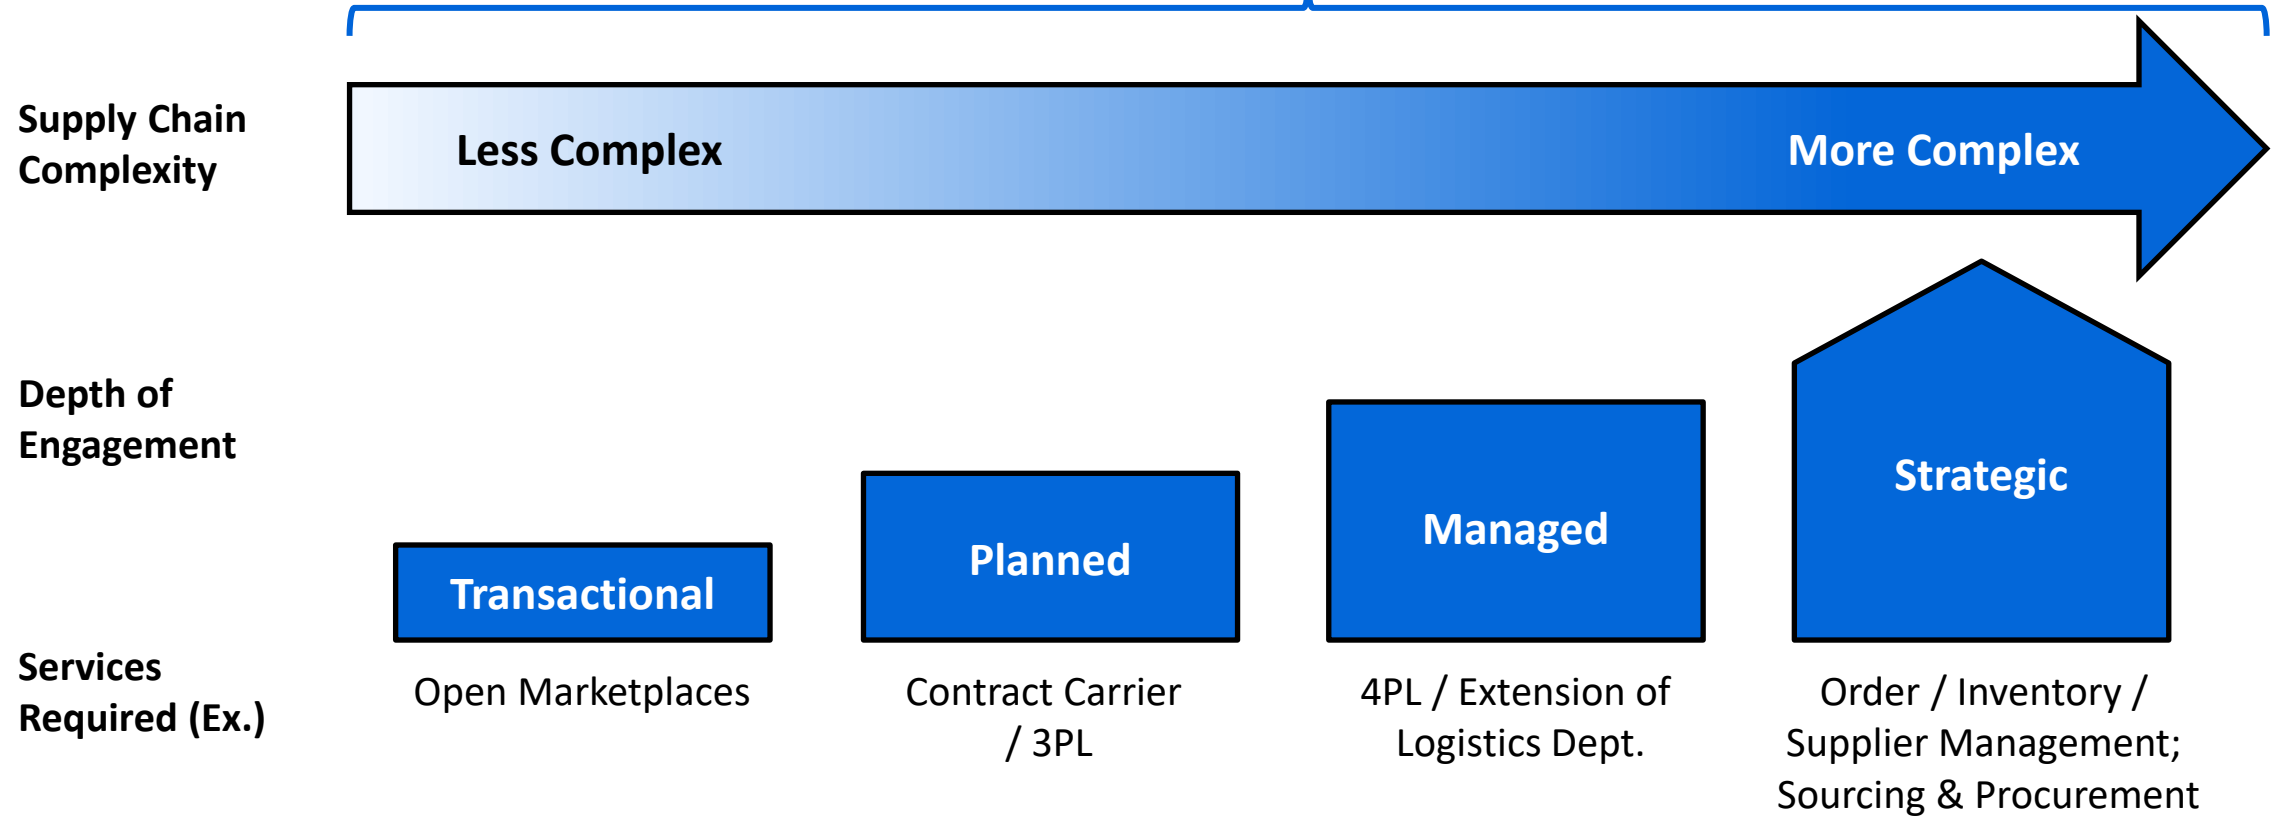 Supply Chain
Complexity
Less Complex
More Complex
Depth of
Engagement
Transactional
Planned
Managed
Strategic
Services
Required (Ex.)
Open Marketplaces
Contract Carrier
/ 3PL
4PL / Extension of
Logistics Dept.
Order / Inventory /
Supplier Management;
Sourcing & Procurement